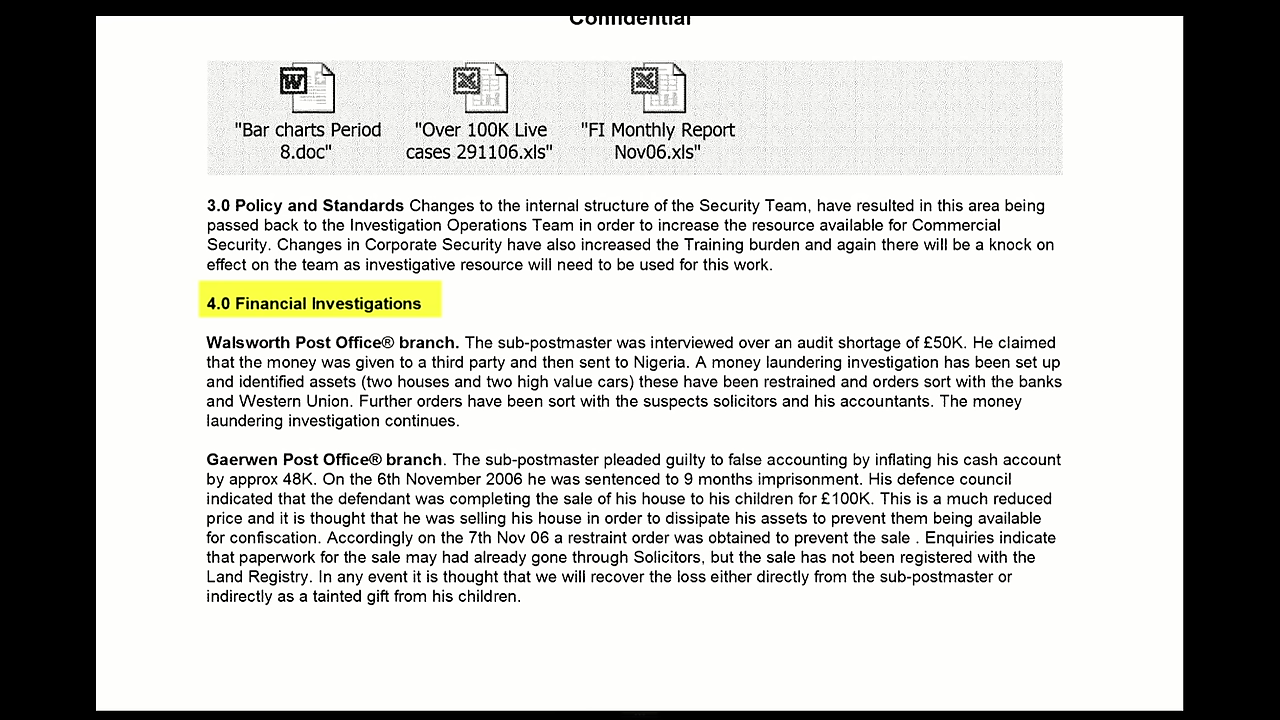 Confidential
"Bar charts Period 8.doc"
"Over 100K Live cases 291106.xls"
"FI Monthly Report Nov06.xls"
3.0 Policy and Standards Changes to the internal structure of the Security Team, have resulted in this area being
passed back to the Investigation Operations Team in order to increase the resource available for Commercial
Security. Changes in Corporate Security have also increased the Training burden and again there will be a knock on
effect on the team as investigative resource will need to be used for this work.
4.0 Financial Investigations
Walsworth Post Office® branch. The sub-postmaster was interviewed over an audit shortage of £50K. He claimed
that the money was given to a third party and then sent to Nigeria. A money laundering investigation has been set up
and identified assets (two houses and two high value cars) these have been restrained and orders sort with the banks
and Western Union. Further orders have been sort with the suspects solicitors and his accountants. The money
laundering investigation continues.
Gaerwen Post Office® branch. The sub-postmaster pleaded guilty to false accounting by inflating his cash account
by approx 48K. On the 6th November 2006 he was sentenced to 9 months imprisonment. His defence council
indicated that the defendant was completing the sale of his house to his children for £100K. This is a much reduced
price and it is thought that he was selling his house in order to dissipate his assets to prevent them being available
for confiscation. Accordingly on the 7th Nov 06 a restraint order was obtained to prevent the sale . Enquiries indicate
that paperwork for the sale may had already gone through Solicitors, but the sale has not been registered with the
Land Registry. In any event it is thought that we will recover the loss either directly from the sub-postmaster or
indirectly as a tainted gift from his children.